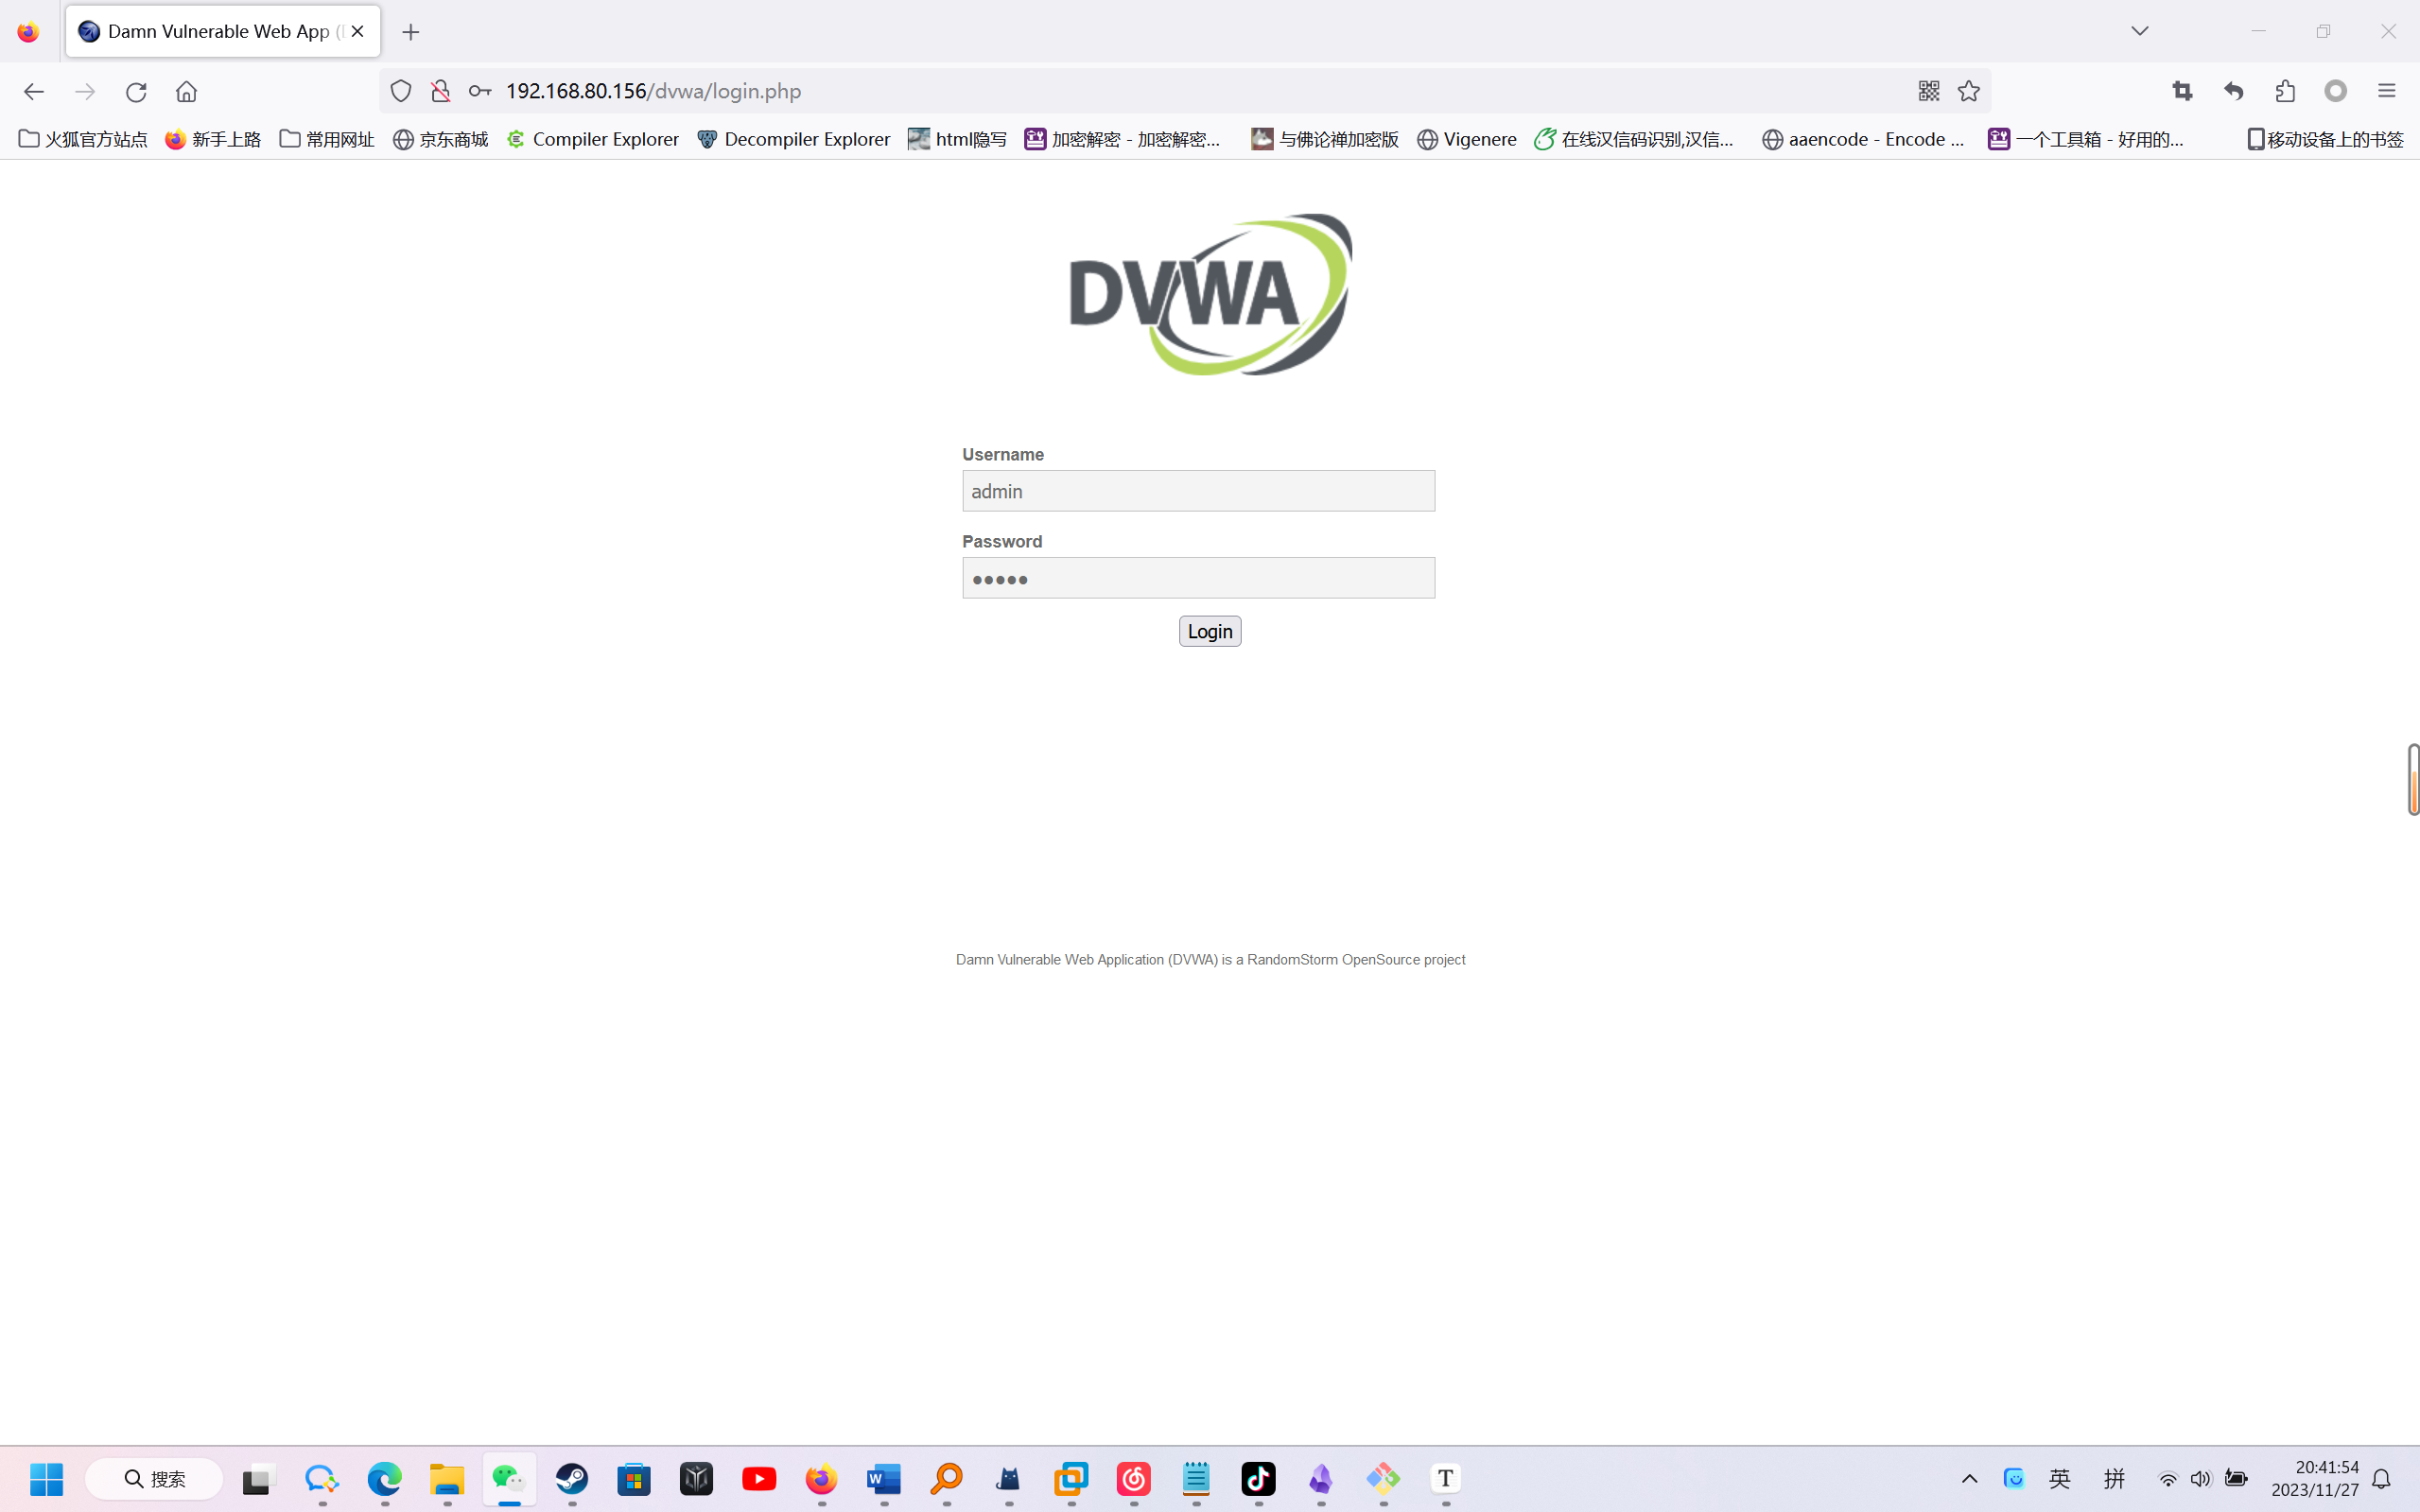 Damn Vulnerable Web App (
192.168.80.156/dvwa/login.php
火狐官方站点 新手上路 常用网址 京东商城 Compiler Explorer Decompiler Explorer html隐写 加密解密 - 加密解密... 与佛论禅加密版 Vigenere 在线汉信码识别,汉信... aaencode - Encode ... 一个工具箱 - 好用的... 移动设备上的书签
DVWA
Username
admin
Password
●●●●●
Login
Damn Vulnerable Web Application (DVWA) is a RandomStorm OpenSource project
搜索 W T 英 拼 20:41:54
2023/11/27